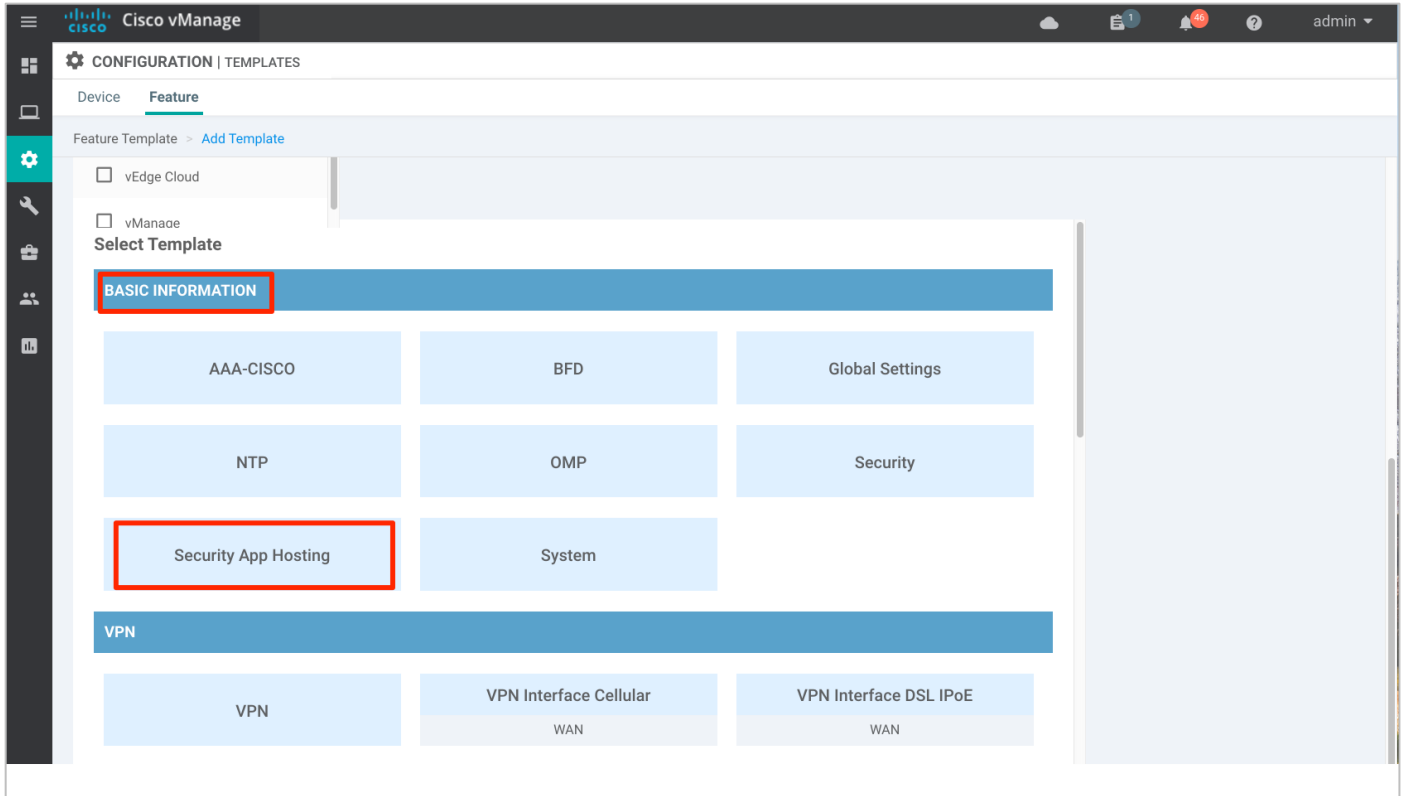 cisco Cisco vManage 1 46 admin
CONFIGURATION | TEMPLATES
Device Feature
Feature Template > Add Template
vEdge Cloud
vManage
Select Template
BASIC INFORMATION
AAA-CISCO BFD Global Settings
NTP OMP Security
Security App Hosting System
VPN
VPN VPN Interface Cellular VPN Interface DSL IPoE
WAN WAN